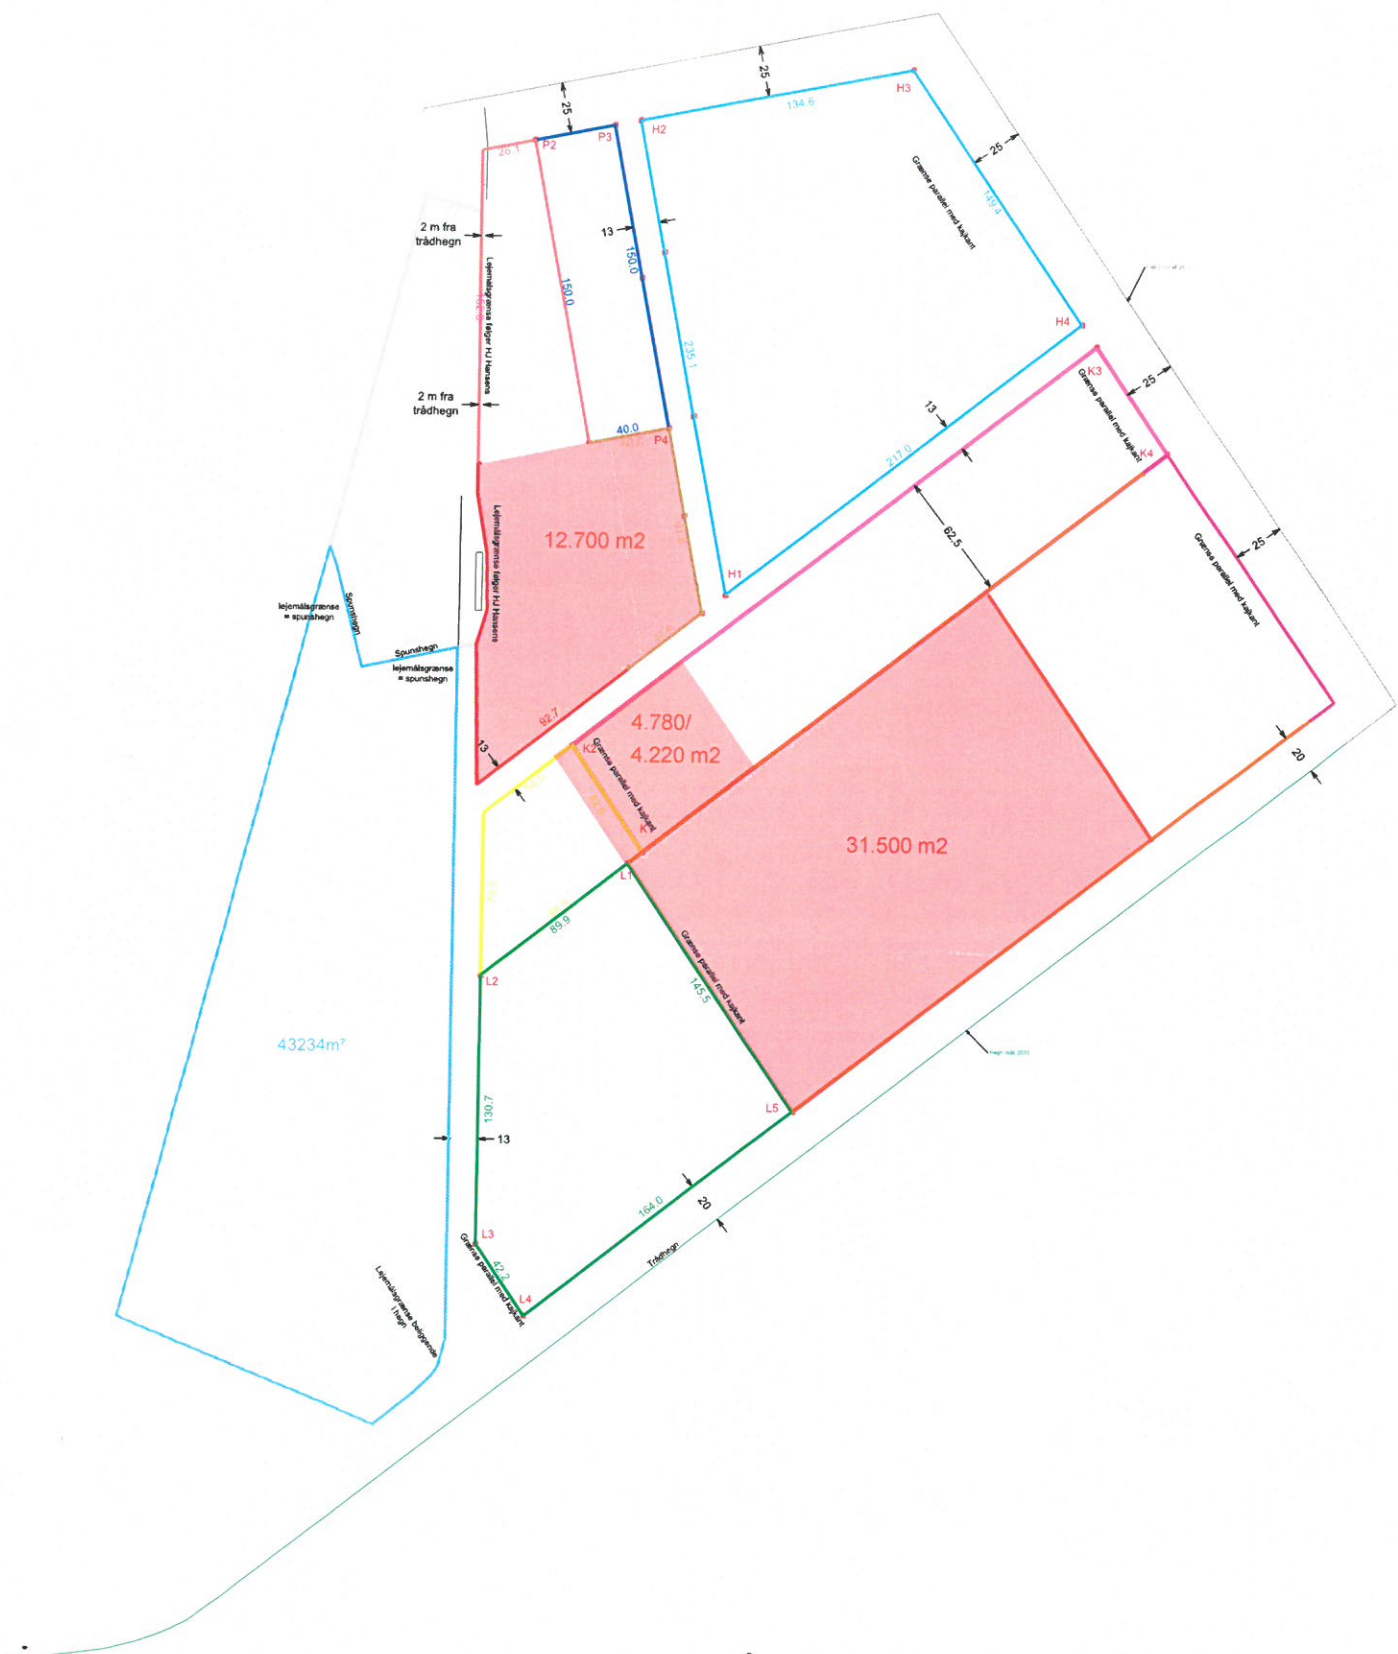 25
25
H3
134.6
H2
P3
P2
26.1
25
Grænse parallel med kajkant
149.4
2 m fra
trådhegn
13
150.0
150.0
Lejemålsgrænse følger HJ Hansens
235.1
H4
K3
25
2 m fra
trådhegn
13
Grænse parallel med kajkant
40.0
P4
217.0
K4
12.700 m2
Lejemålsgrænse følger HJ Hansens
62.5
25
Grænse parallel med kajkant
H1
lejemålsgrænse
= spunshegn
Spunshegn
Spunshegn
lejemålsgrænse
= spunshegn
92.7
4.780/
4.220 m2
13
K2
Grænse parallel med kajkant
20
31.500 m2
L1
89.9
L2
Grænse parallel med kajkant
145.5
43234m²
L5
130.7
13
164.0
20
Trådhegn
L3
Grænse parallel med kajkant
42.2
L4
Lejemålsgrænse beliggende
i hegn